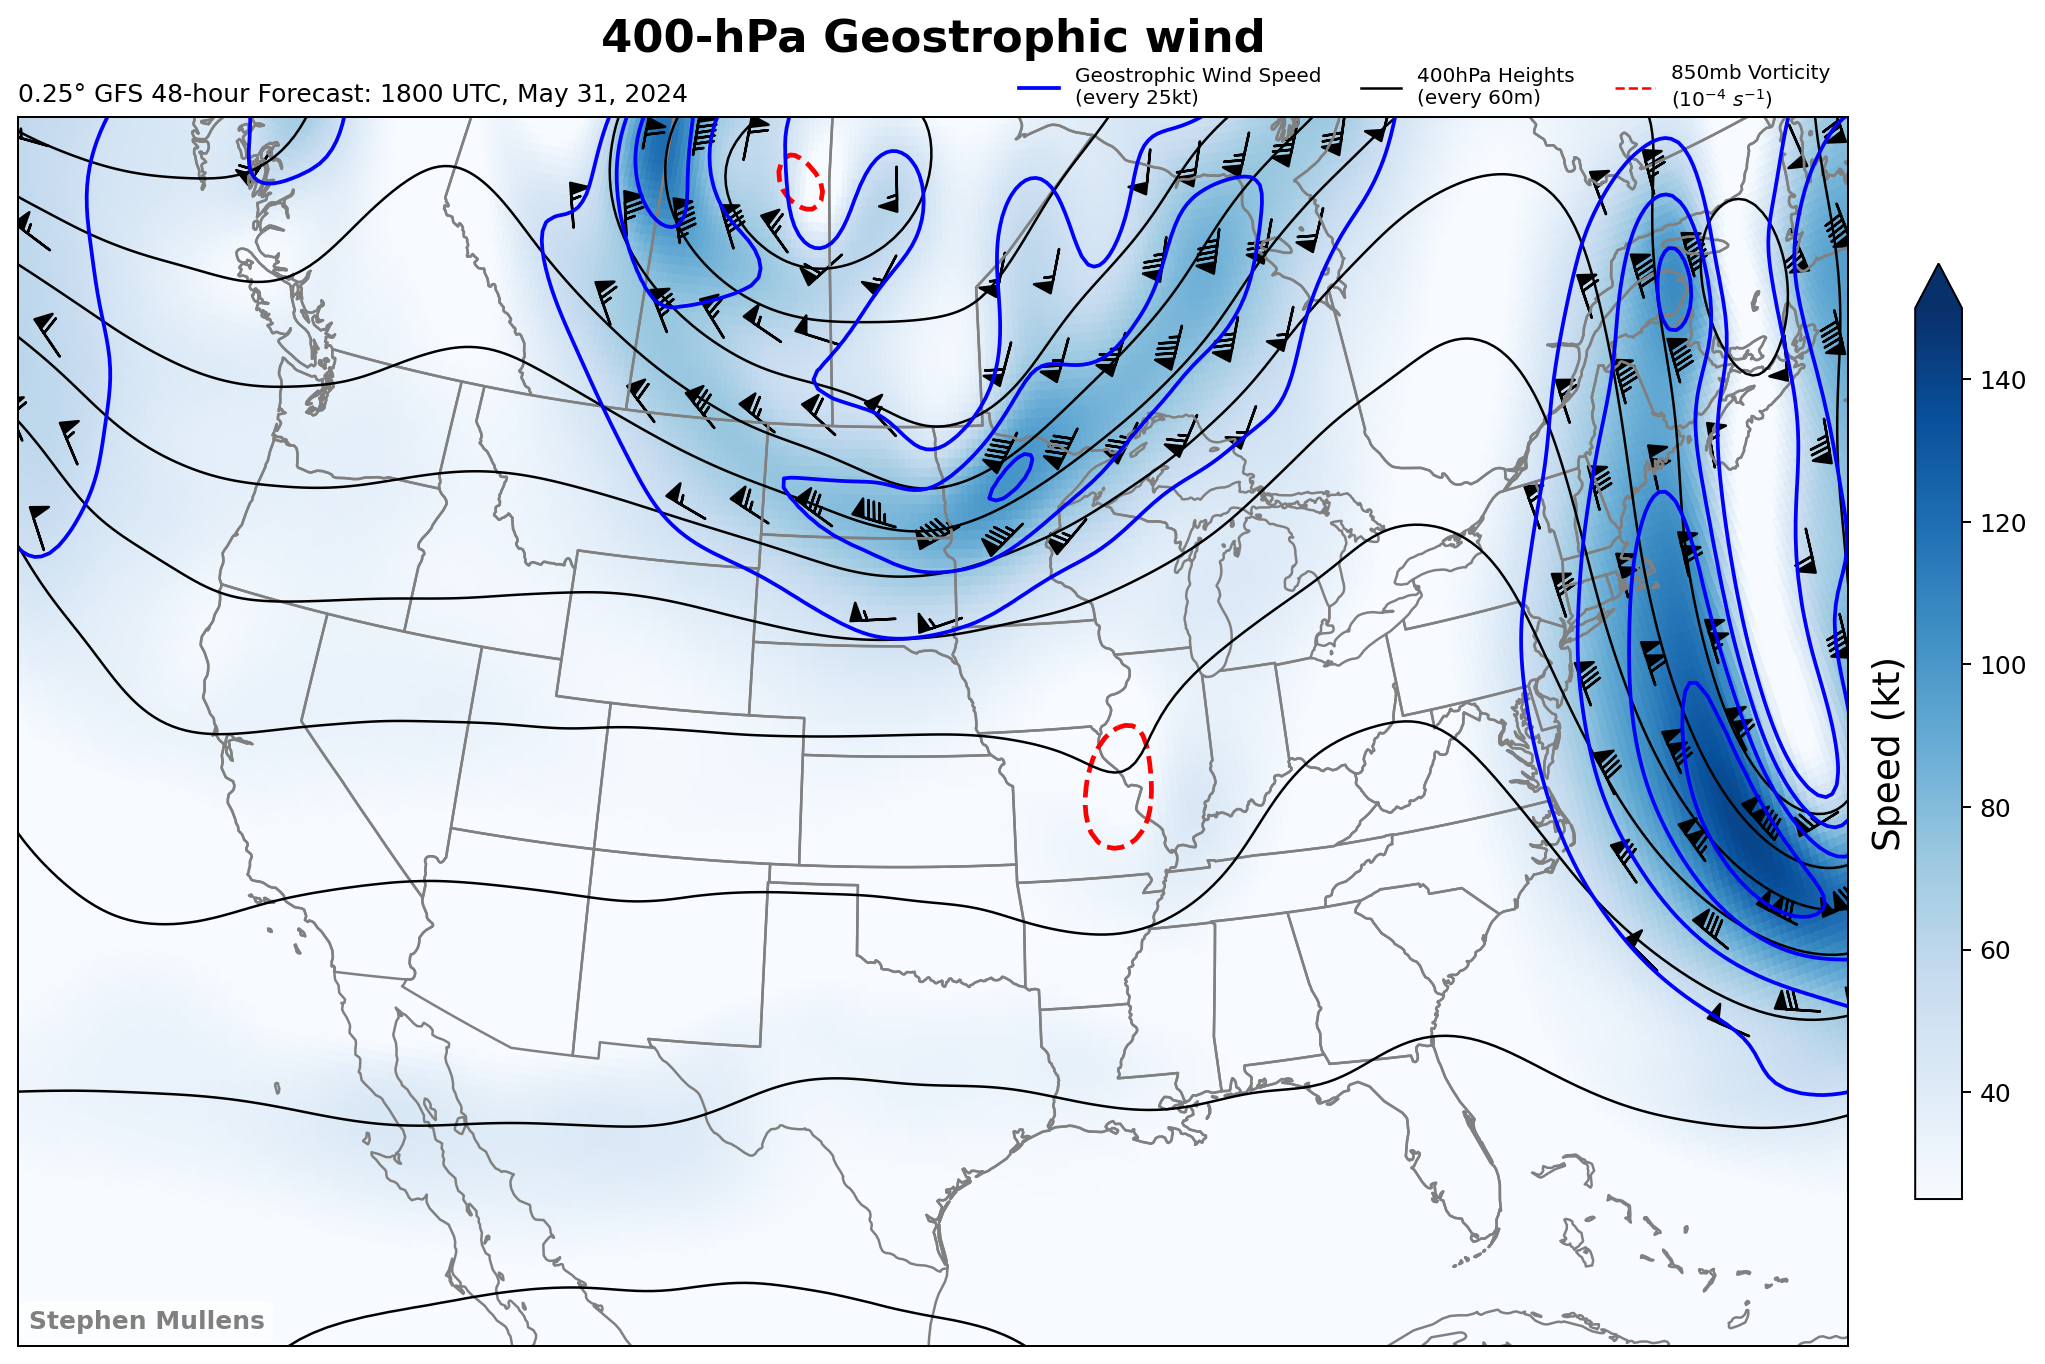 400-hPa Geostrophic wind
0.25° GFS 48-hour Forecast: 1800 UTC, May 31, 2024
Geostrophic Wind Speed
(every 25kt)
400hPa Heights
(every 60m)
850mb Vorticity
(10⁻⁴ s⁻¹)
140
120
100
80
60
40
Speed (kt)
Stephen Mullens